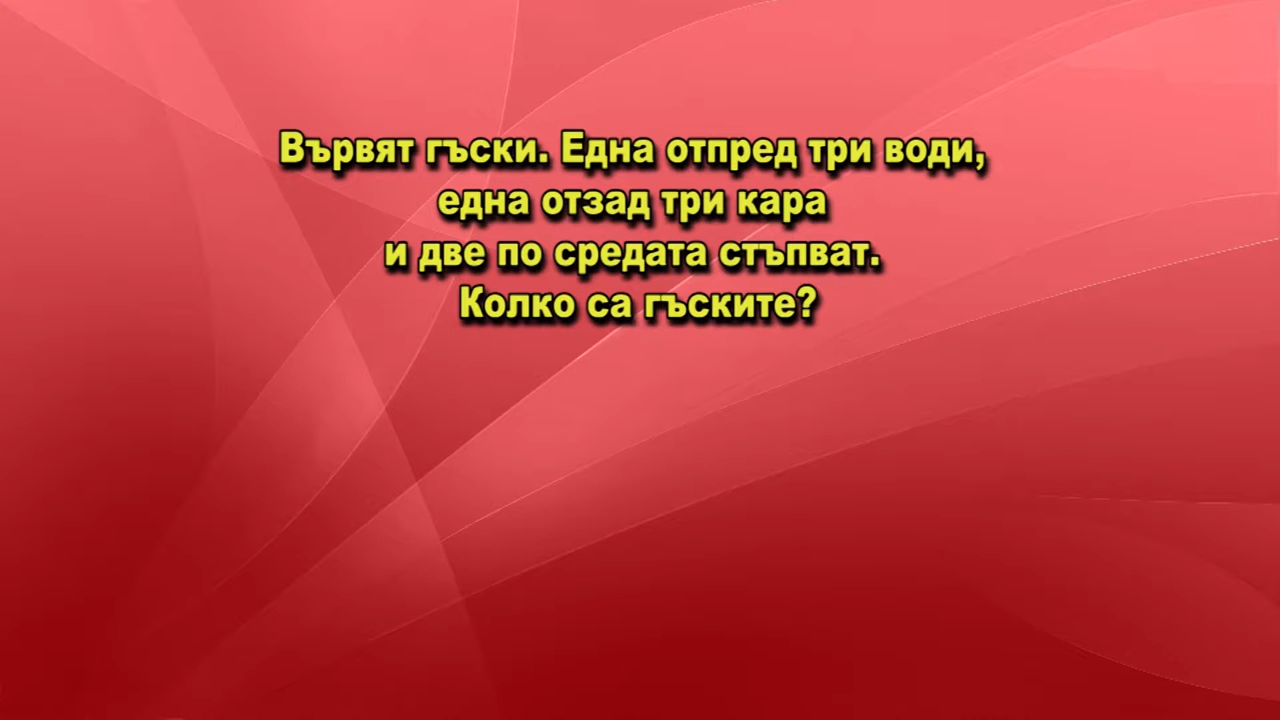 Вървят гъски. Една отпред три води,
една отзад три кара
и две по средата стъпват.
Колко са гъските?